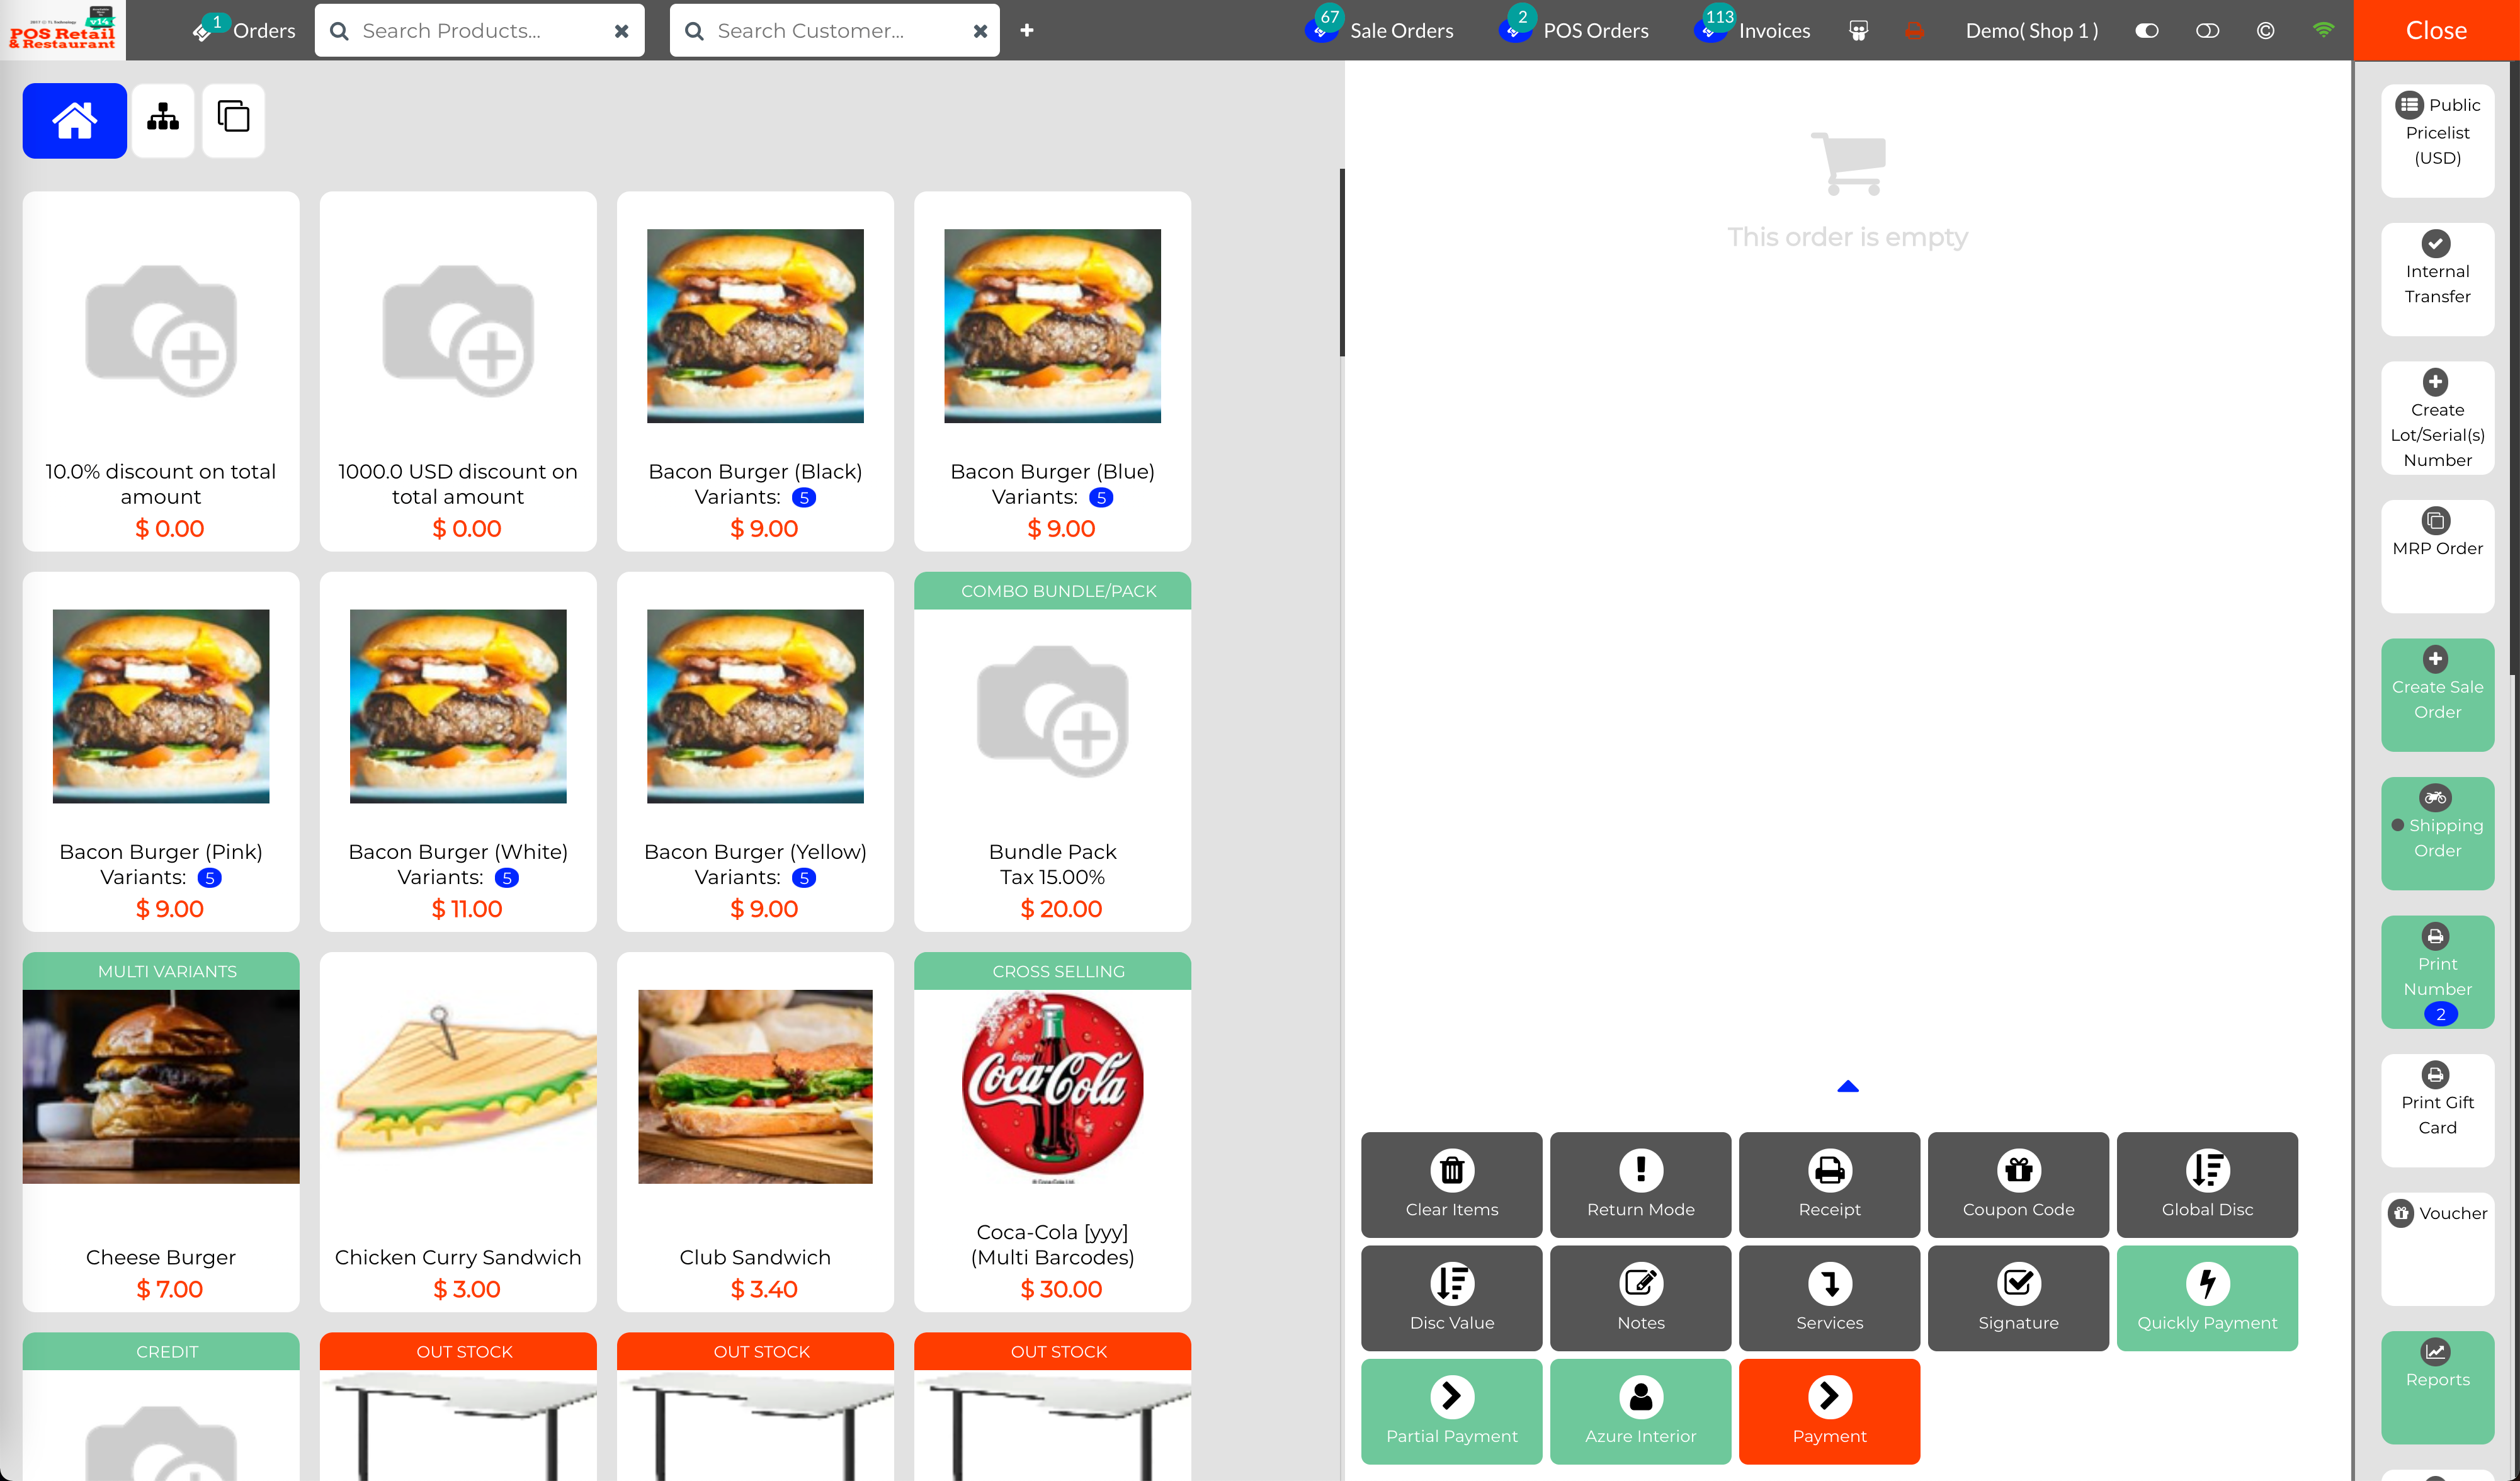 v14
POS Retail
& Restaurant
1
Orders
Search Products...
Search Customer...
67
Sale Orders
2
POS Orders
113
Invoices
Demo( Shop 1 )
Close
10.0% discount on total
amount
$ 0.00
1000.0 USD discount on
total amount
$ 0.00
Bacon Burger (Black)
Variants: 5
$ 9.00
Bacon Burger (Blue)
Variants: 5
$ 9.00
Bacon Burger (Pink)
Variants: 5
$ 9.00
Bacon Burger (White)
Variants: 5
$ 11.00
Bacon Burger (Yellow)
Variants: 5
$ 9.00
COMBO BUNDLE/PACK
Bundle Pack
Tax 15.00%
$ 20.00
MULTI VARIANTS
Cheese Burger
$ 7.00
Chicken Curry Sandwich
$ 3.00
Club Sandwich
$ 3.40
CROSS SELLING
Enjoy
Coca-Cola
Coca-Cola [yyy]
(Multi Barcodes)
$ 30.00
CREDIT
OUT STOCK
OUT STOCK
OUT STOCK
This order is empty
Clear Items
Return Mode
Receipt
Coupon Code
Global Disc
Disc Value
Notes
Services
Signature
Quickly Payment
Partial Payment
Azure Interior
Payment
Public
Pricelist
(USD)
Internal
Transfer
Create
Lot/Serial(s)
Number
MRP Order
Create Sale
Order
Shipping
Order
Print
Number
2
Print Gift
Card
Voucher
Reports